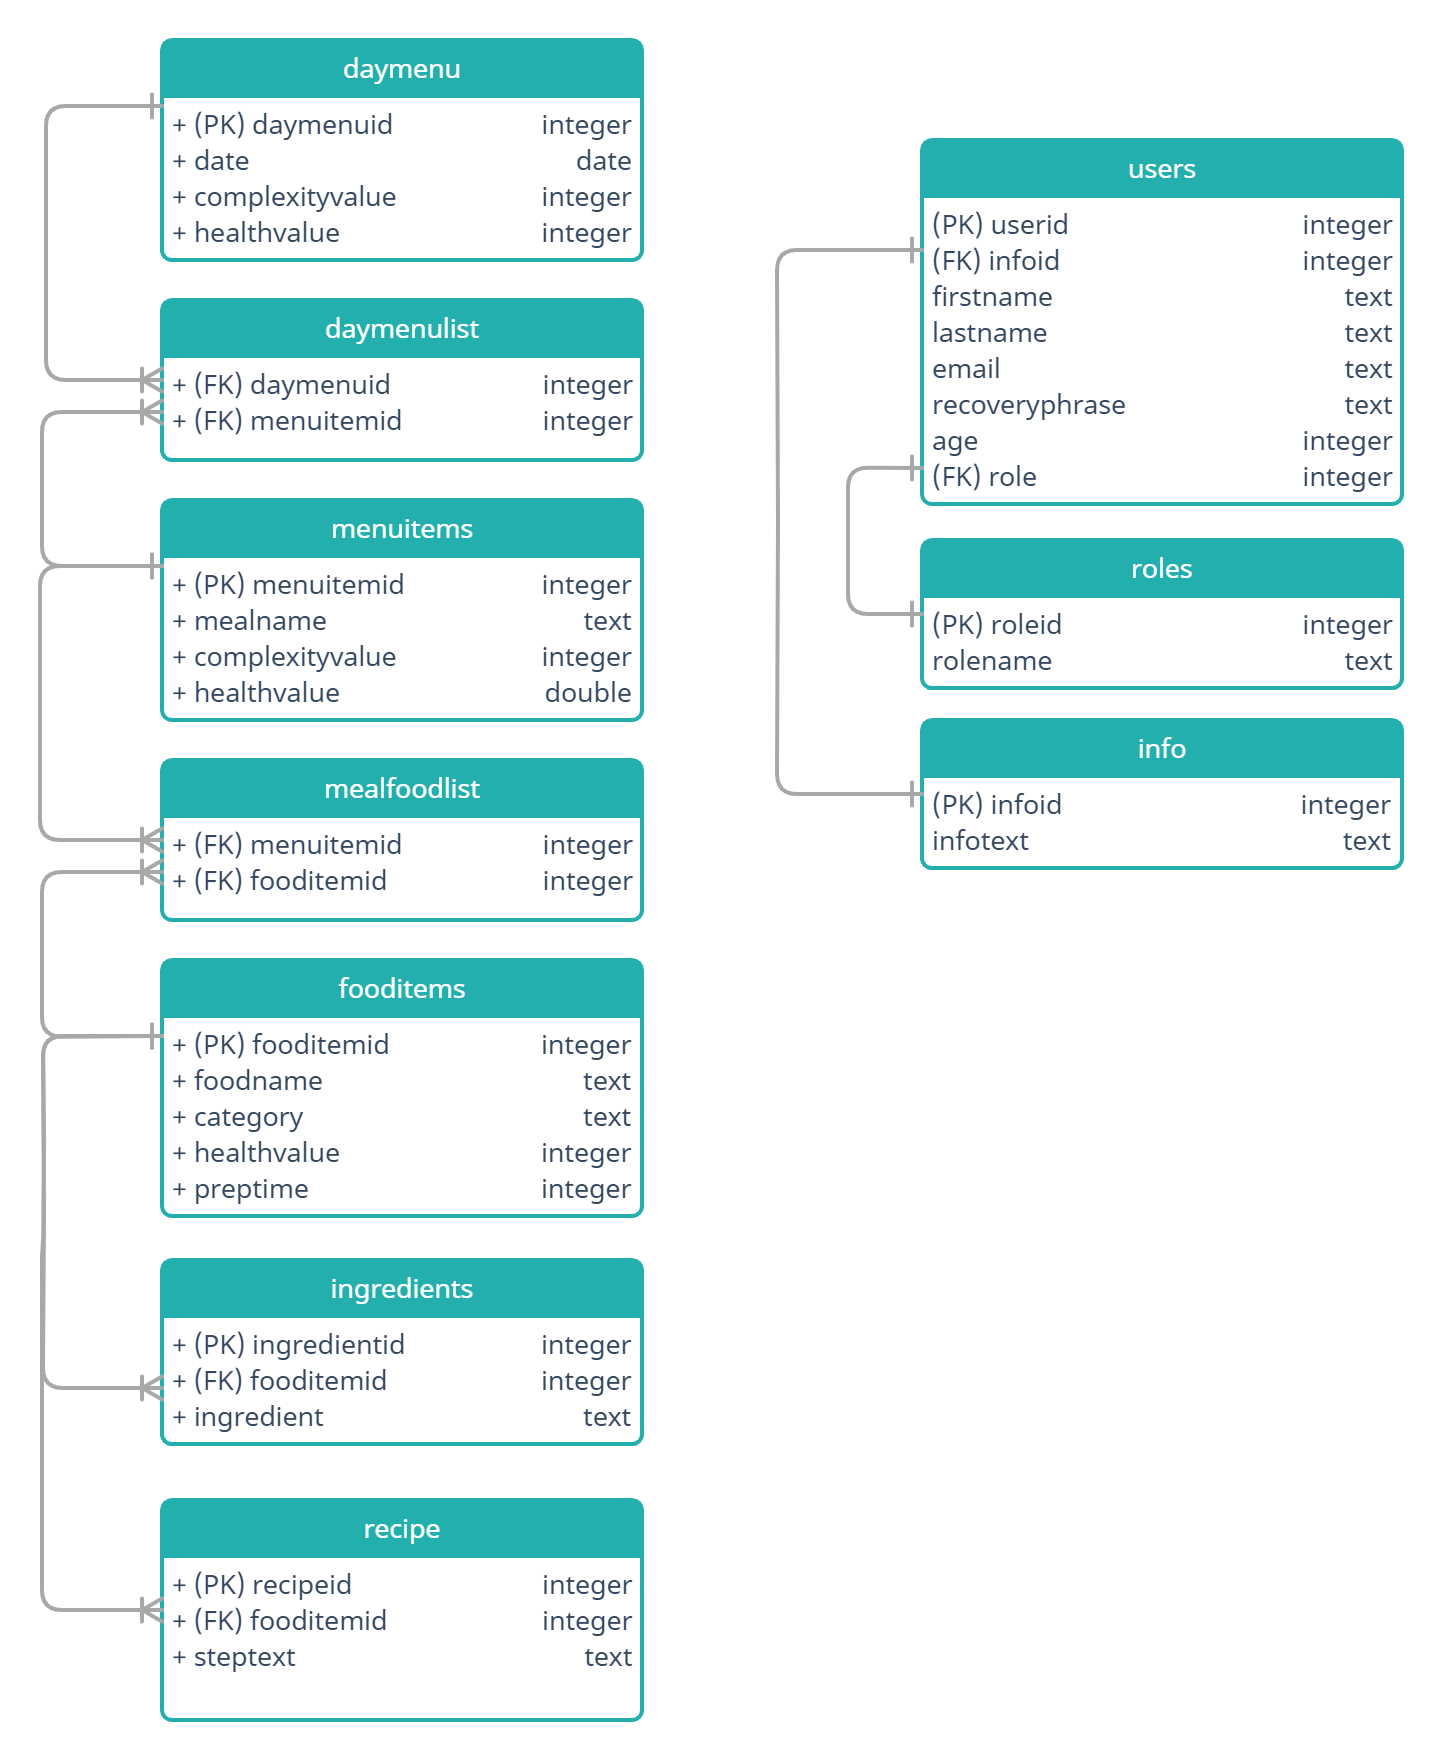 daymenu
+ (PK) daymenuid integer
+ date date
+ complexityvalue integer
+ healthvalue integer
daymenulist
+ (FK) daymenuid integer
+ (FK) menuitemid integer
menuitems
+ (PK) menuitemid integer
+ mealname text
+ complexityvalue integer
+ healthvalue double
mealfoodlist
+ (FK) menuitemid integer
+ (FK) fooditemid integer
fooditems
+ (PK) fooditemid integer
+ foodname text
+ category text
+ healthvalue integer
+ preptime integer
ingredients
+ (PK) ingredientid integer
+ (FK) fooditemid integer
+ ingredient text
recipe
+ (PK) recipeid integer
+ (FK) fooditemid integer
+ steptext text
users
(PK) userid integer
(FK) infoid integer
firstname text
lastname text
email text
recoveryphrase text
age integer
(FK) role integer
roles
(PK) roleid integer
rolename text
info
(PK) infoid integer
infotext text